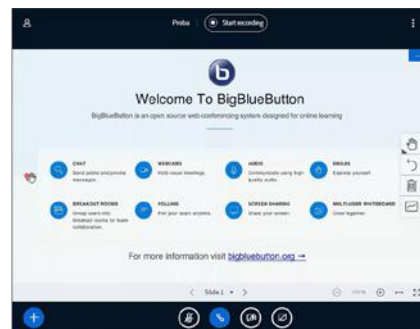 Proba
Start recording
b
Welcome To BigBlueButton
BigBlueButton is an open source web conferencing system designed for online learning
CHAT
Send public and private
messages.
WEBCAMS
Hold visual meetings.
AUDIO
Communicate using high
quality audio.
EMOJIS
Express yourself.
BREAKOUT ROOMS
Group users into
breakout rooms for team
collaboration.
POLLING
Poll your users anytime.
SCREEN SHARING
Share your screen.
MULTI-USER WHITEBOARD
Draw together.
For more information visit bigbluebutton.org →
Slide 1
100%